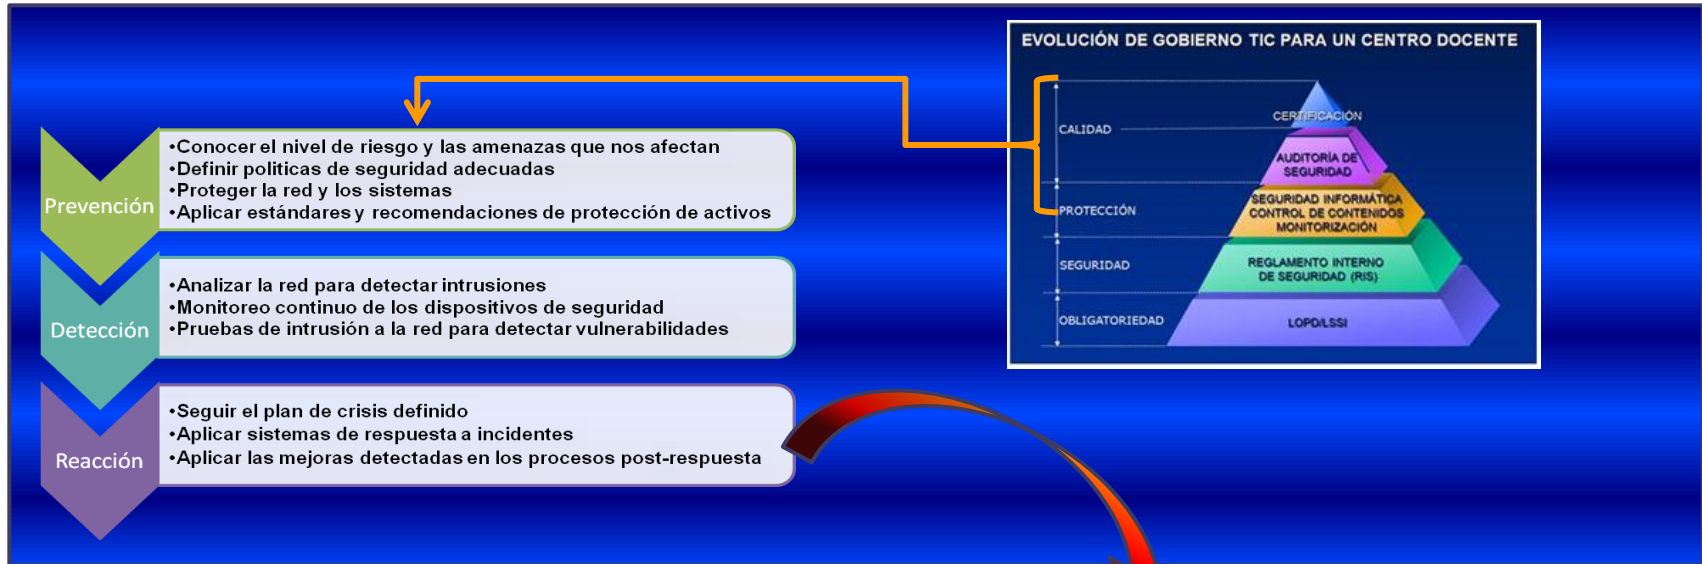 Prevención
•Conocer el nivel de riesgo y las amenazas que nos afectan
•Definir politicas de seguridad adecuadas
•Proteger la red y los sistemas
•Aplicar estándares y recomendaciones de protección de activos
Detección
•Analizar la red para detectar intrusiones
•Monitoreo continuo de los dispositivos de seguridad
•Pruebas de intrusión a la red para detectar vulnerabilidades
Reacción
•Seguir el plan de crisis definido
•Aplicar sistemas de respuesta a incidentes
•Aplicar las mejoras detectadas en los procesos post-respuesta
EVOLUCIÓN DE GOBIERNO TIC PARA UN CENTRO DOCENTE
CERTIFICACIÓN
CALIDAD
AUDITORÍA DE
SEGURIDAD
PROTECCIÓN
SEGURIDAD INFORMÁTICA
CONTROL DE CONTENIDOS
MONITORIZACIÓN
SEGURIDAD
REGLAMENTO INTERNO
DE SEGURIDAD (RIS)
OBLIGATORIEDAD
LOPD/LSSI